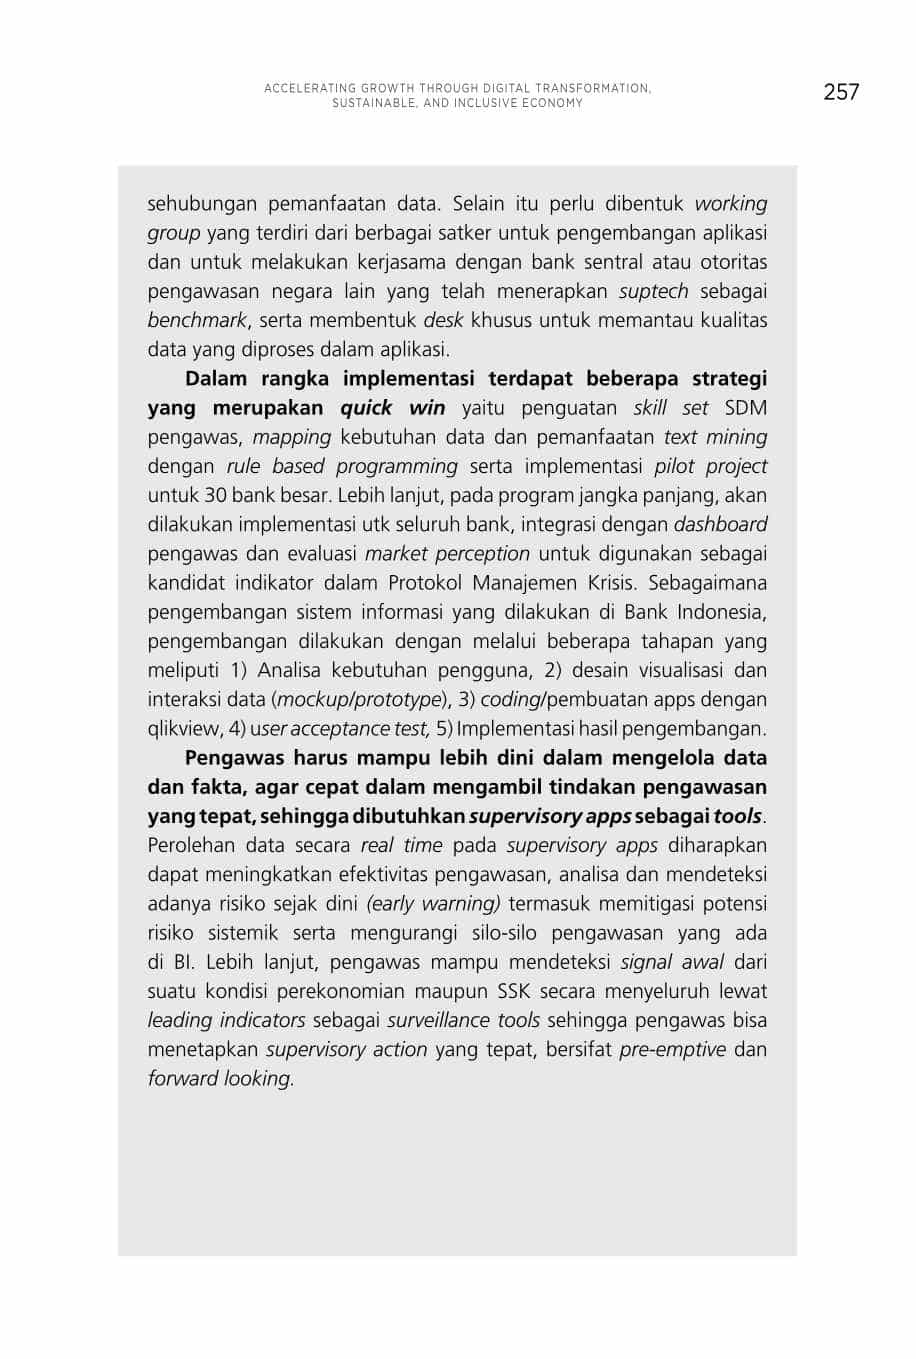 ACCELERATING GROWTH THROUGH DIGITAL TRANSFORMATION,
SUSTAINABLE, AND INCLUSIVE ECONOMY
257
sehubungan pemanfaatan data. Selain itu perlu dibentuk working
group yang terdiri dari berbagai satker untuk pengembangan aplikasi
dan untuk melakukan kerjasama dengan bank sentral atau otoritas
pengawasan negara lain yang telah menerapkan suptech sebagai
benchmark, serta membentuk desk khusus untuk memantau kualitas
data yang diproses dalam aplikasi.
Dalam rangka implementasi terdapat beberapa strategi
yang merupakan quick win yaitu penguatan skill set SDM
pengawas, mapping kebutuhan data dan pemanfaatan text mining
dengan rule based programming serta implementasi pilot project
untuk 30 bank besar. Lebih lanjut, pada program jangka panjang, akan
dilakukan implementasi utk seluruh bank, integrasi dengan dashboard
pengawas dan evaluasi market perception untuk digunakan sebagai
kandidat indikator dalam Protokol Manajemen Krisis. Sebagaimana
pengembangan sistem informasi yang dilakukan di Bank Indonesia,
pengembangan dilakukan dengan melalui beberapa tahapan yang
meliputi 1) Analisa kebutuhan pengguna, 2) desain visualisasi dan
interaksi data (mockup/prototype), 3) coding/pembuatan apps dengan
qlikview, 4) user acceptance test, 5) Implementasi hasil pengembangan.
Pengawas harus mampu lebih dini dalam mengelola data
dan fakta, agar cepat dalam mengambil tindakan pengawasan
yang tepat, sehingga dibutuhkan supervisory apps sebagai tools.
Perolehan data secara real time pada supervisory apps diharapkan
dapat meningkatkan efektivitas pengawasan, analisa dan mendeteksi
adanya risiko sejak dini (early warning) termasuk memitigasi potensi
risiko sistemik serta mengurangi silo-silo pengawasan yang ada
di BI. Lebih lanjut, pengawas mampu mendeteksi signal awal dari
suatu kondisi perekonomian maupun SSK secara menyeluruh lewat
leading indicators sebagai surveillance tools sehingga pengawas bisa
menetapkan supervisory action yang tepat, bersifat pre-emptive dan
forward looking.